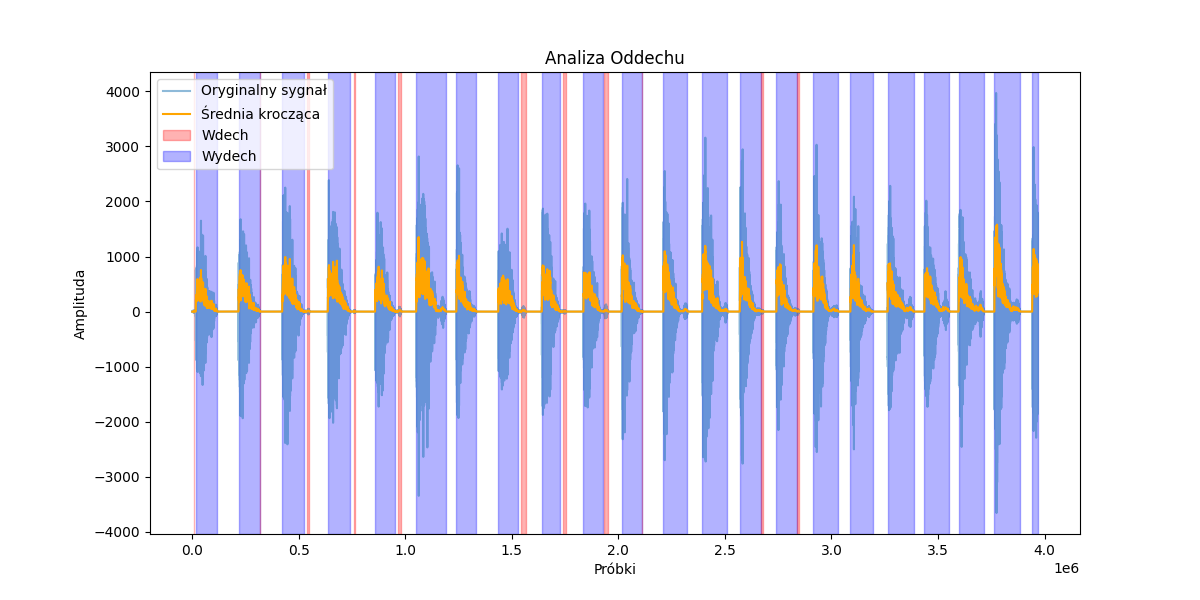 Analiza Oddechu
Oryginalny sygnał
Średnia krocząca
Wdech
Wydech
4000
3000
2000
1000
0
−1000
−2000
−3000
−4000
Amplituda
0.0 0.5 1.0 1.5 2.0 2.5 3.0 3.5 4.0
1e6
Próbki